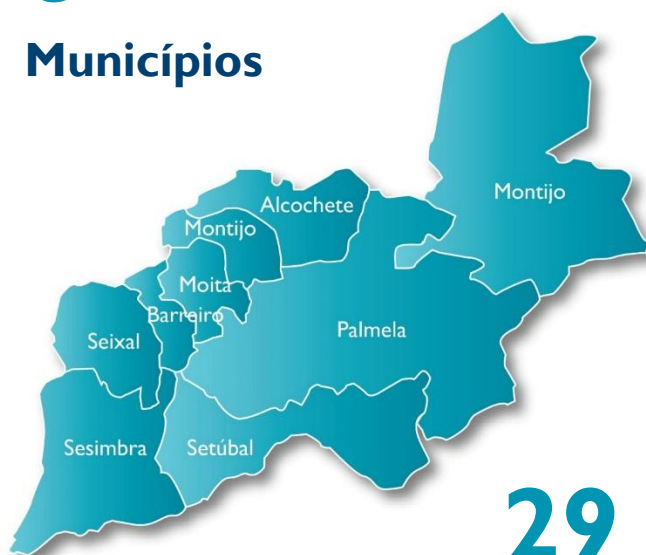 Municípios
Montijo
Alcochete
Montijo
Moita
Barreiro
Seixal
Palmela
Sesimbra
Setúbal
29